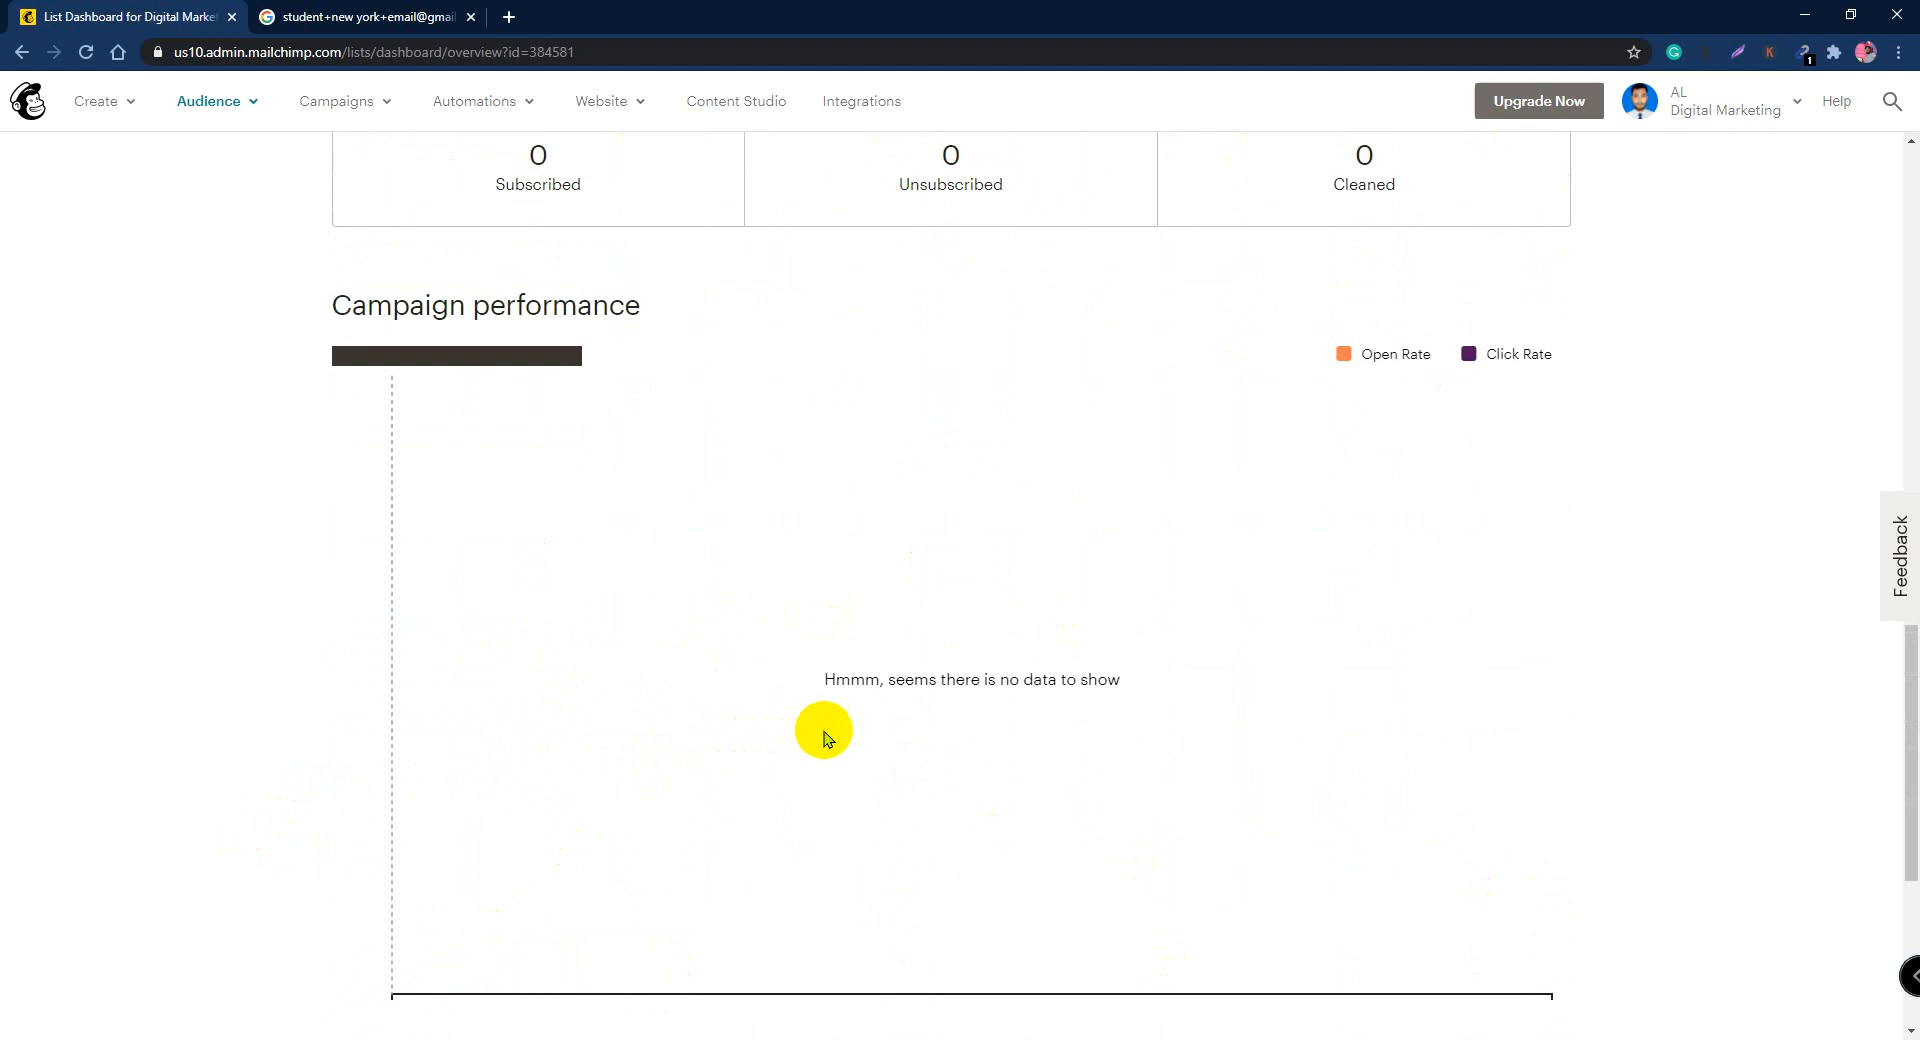 List Dashboard for Digital Marke
student+new york+email@gmai
us10.admin.mailchimp.com/lists/dashboard/overview?id=384581
K
1
Create
Audience
Campaigns
Automations
Website
Content Studio
Integrations
Upgrade Now
AL
Digital Marketing
Help
0
Subscribed
0
Unsubscribed
0
Cleaned
Campaign performance
Open Rate
Click Rate
Hmmm, seems there is no data to show
Feedback